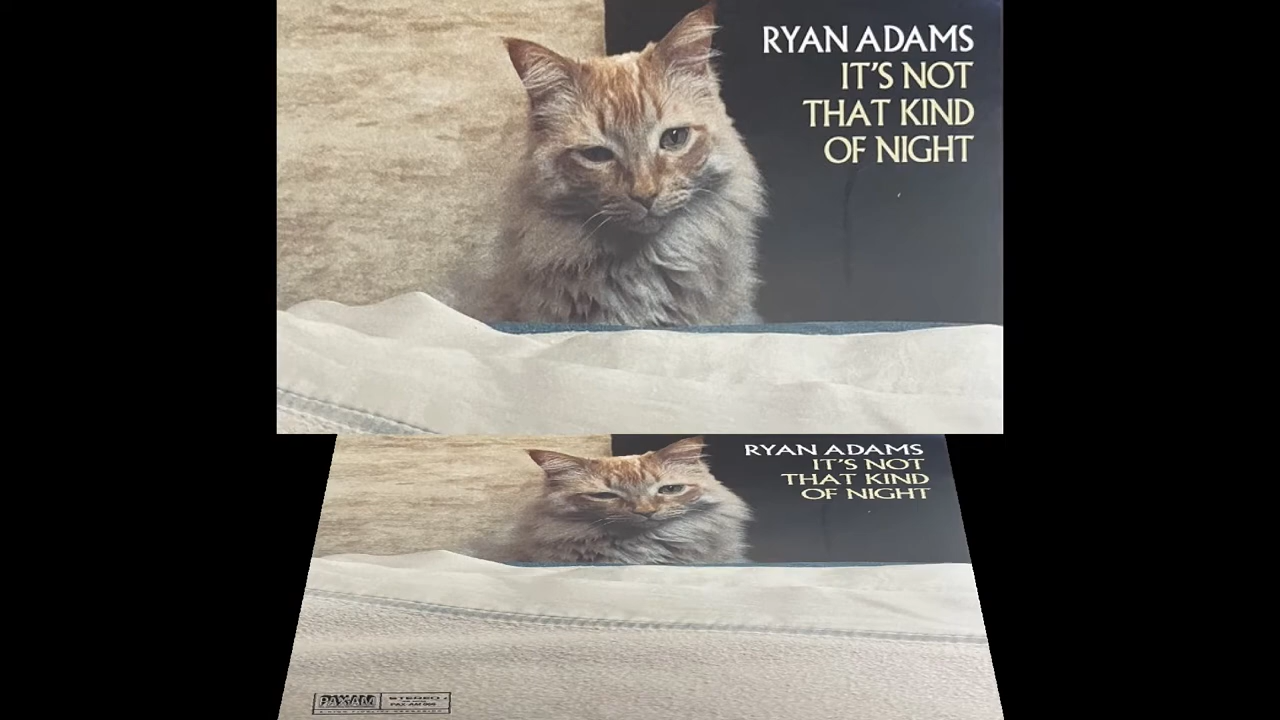 RYAN ADAMS
IT'S NOT
THAT KIND
OF NIGHT
RYAN ADAMS
IT'S NOT
THAT KIND
OF NIGHT
PAXAM STEREO